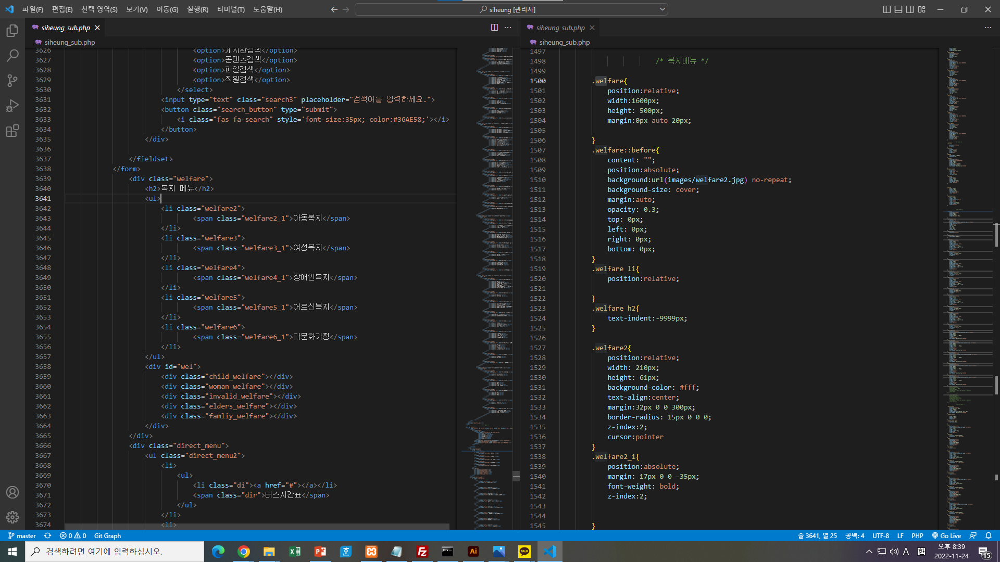 파일(F) 편집(E) 선택 영역(S) 보기(V) 이동(G) 실행(R) 터미널(T) 도움말(H)
siheung [관리자]
siheung_sub.php
siheung_sub.php
3626 <option>게시판검색</option>
3627 <option>콘텐츠검색</option>
3628 <option>파일검색</option>
3629 <option>직원검색</option>
3630 </select>
3631 <input type="text" class="search3" placeholder="검색어를 입력하세요.">
3632 <button class="search_button" type="submit">
3633 <i class="fas fa-search" style='font-size:35px; color:#36AE58;'></i>
3634 </button>
3635 </div>
3636
3637 </fieldset>
3638 </form>
3639 <div class="welfare">
3640 <h2>복지 메뉴</h2>
3641 <ul>
3642 <li class="welfare2">
3643 <span class="welfare2_1">아동복지</span>
3644 </li>
3645 <li class="welfare3">
3646 <span class="welfare3_1">여성복지</span>
3647 </li>
3648 <li class="welfare4">
3649 <span class="welfare4_1">장애인복지</span>
3650 </li>
3651 <li class="welfare5">
3652 <span class="welfare5_1">어르신복지</span>
3653 </li>
3654 <li class="welfare6">
3655 <span class="welfare6_1">다문화가정</span>
3656 </li>
3657 </ul>
3658 <div id="wel">
3659 <div class="child_welfare"></div>
3660 <div class="woman_welfare"></div>
3661 <div class="invalid_welfare"></div>
3662 <div class="elders_welfare"></div>
3663 <div class="famliy_welfare"></div>
3664 </div>
3665 </div>
3666 <div class="direct_menu">
3667 <ul class="direct_menu2">
3668 <li>
3669 <ul>
3670 <li class="di"><a href="#"></a></li>
3671 <span class="dir">버스시간표</span>
3672 </ul>
3673 </li>
3674 <li>
siheung_sub.php
siheung_sub.php
1497
1498 /* 복지메뉴 */
1499
1500 .welfare{
1501 position:relative;
1502 width:1600px;
1503 height: 500px;
1504 margin:0px auto 20px;
1505
1506 }
1507 .welfare::before{
1508 content: "";
1509 position:absolute;
1510 background:url(images/welfare2.jpg) no-repeat;
1511 background-size: cover;
1512 margin:auto;
1513 opacity: 0.3;
1514 top: 0px;
1515 left: 0px;
1516 right: 0px;
1517 bottom: 0px;
1518 }
1519 .welfare li{
1520 position:relative;
1521
1522 }
1523 .welfare h2{
1524 text-indent:-9999px;
1525 }
1526
1527 .welfare2{
1528 position:relative;
1529 width: 210px;
1530 height: 61px;
1531 background-color: #fff;
1532 text-align:center;
1533 margin:32px 0 0 300px;
1534 border-radius: 15px 0 0 0;
1535 z-index:2;
1536 cursor:pointer
1537 }
1538 .welfare2_1{
1539 position:absolute;
1540 margin: 17px 0 0 -35px;
1541 font-weight: bold;
1542 z-index:2;
1543
1544
1545 }
master 0 0 Git Graph 줄 3641, 열 25 공백: 4 UTF-8 LF PHP Go Live
검색하려면 여기에 입력하십시오.
TALK
Ai
A 한
오후 8:39
2022-11-24
15